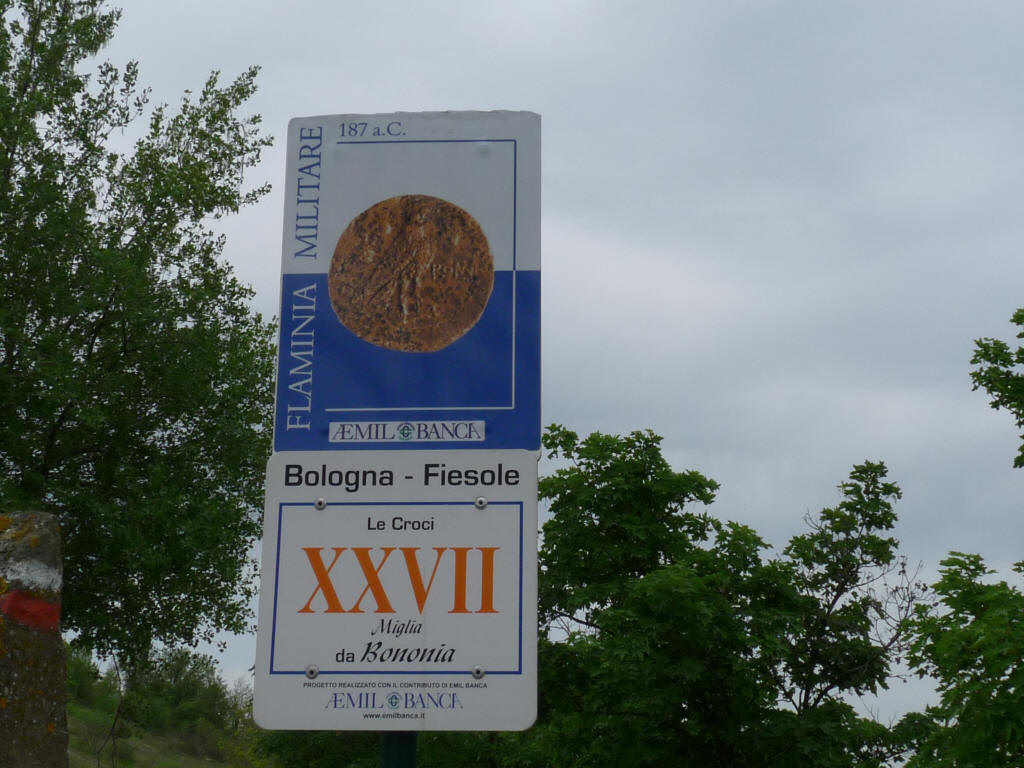 187 a.C.
FLAMINIA MILITARE
ROMA
ÆMIL BANCA
Bologna - Fiesole
Le Croci
XXVII
Miglia
da Bononia
PROGETTO REALIZZATO CON IL CONTRIBUTO DI EMIL BANCA
ÆMIL BANCA
www.emilbanca.it